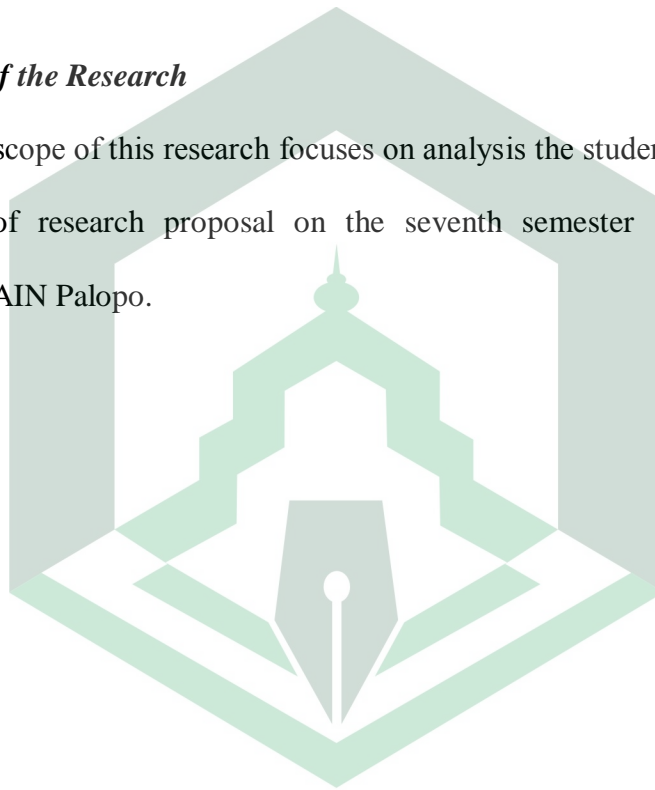 f the Research
scope of this research focuses on analysis the studen
of research proposal on the seventh semester
AIN Palopo.